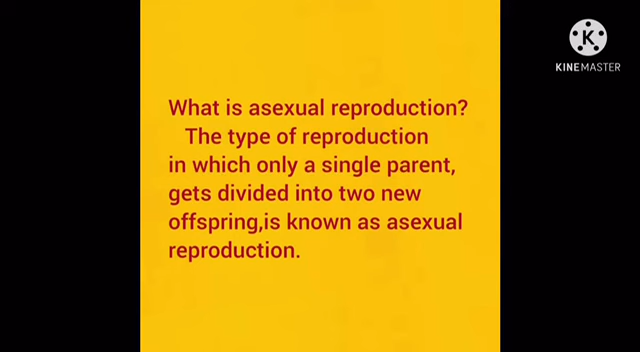 K
KINEMASTER
What is asexual reproduction?
The type of reproduction
in which only a single parent,
gets divided into two new
offspring,is known as asexual
reproduction.